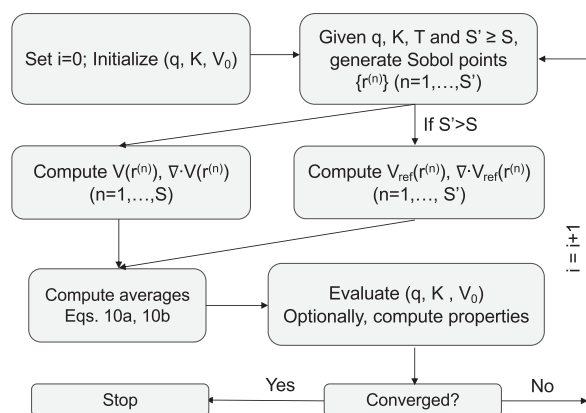 Set i=0; Initialize (q, K, V₀)
Given q, K, T and S' ≥ S,
generate Sobol points
{r⁽ⁿ⁾} (n=1,…,S')
If S'>S
Compute V(r⁽ⁿ⁾), ∇·V(r⁽ⁿ⁾)
(n=1,…,S)
Compute V_ref(r⁽ⁿ⁾), ∇·V_ref(r⁽ⁿ⁾)
(n=1,…, S')
i = i+1
Compute averages
Eqs. 10a, 10b
Evaluate (q, K , V₀)
Optionally, compute properties
Stop
Yes
Converged?
No